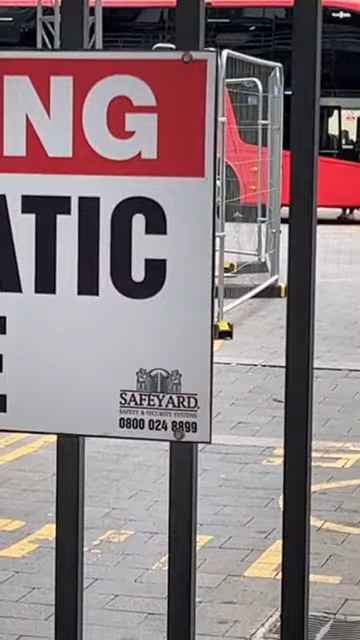 NG
ATIC
E
SAFEYARD
SAFETY & SECURITY SYSTEMS
0800 024 8899